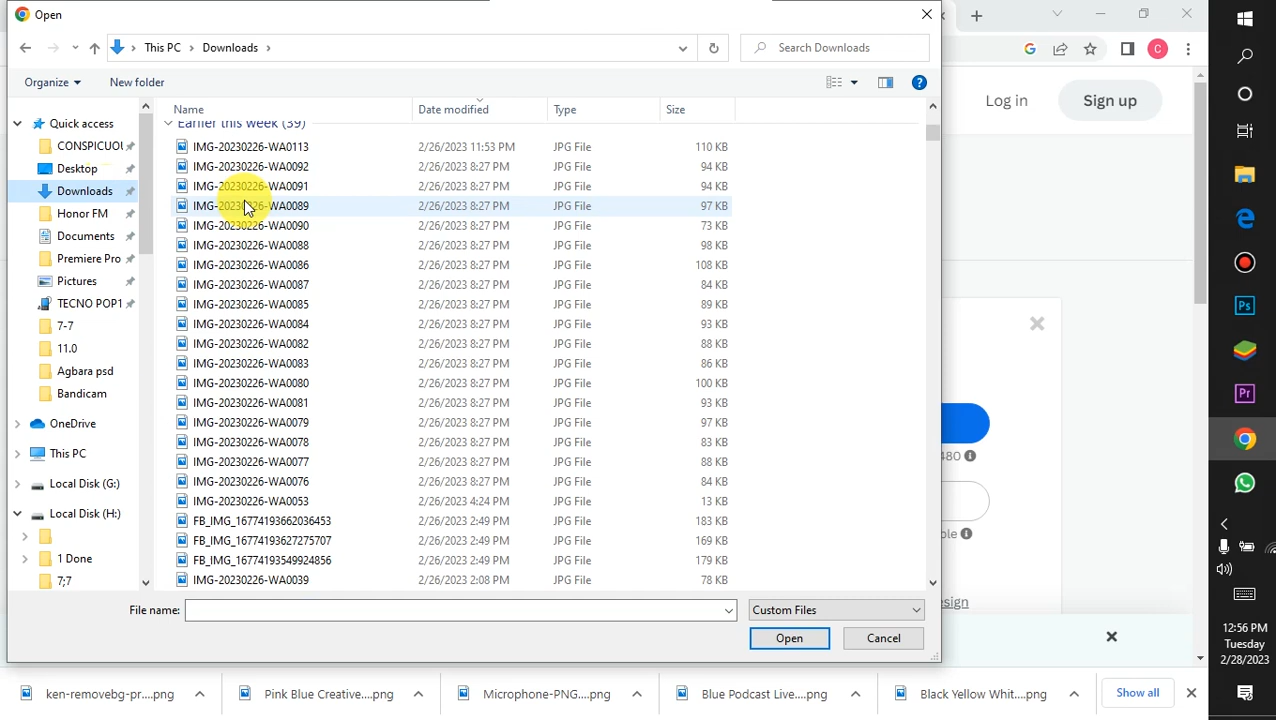 Open
This PC
Downloads
Search Downloads
Organize
New folder
Log in
Sign up
Name
Date modified
Type
Size
Quick access
CONSPICUOU
Desktop
Downloads
Honor FM
Documents
Premiere Pro
Pictures
TECNO POP1
7-7
11.0
Agbara psd
Bandicam
OneDrive
This PC
Local Disk (G:)
Local Disk (H:)
1 Done
7;7
Earlier this week (39)
IMG-20230226-WA0113 2/26/2023 11:53 PM JPG File 110 KB
IMG-20230226-WA0092 2/26/2023 8:27 PM JPG File 94 KB
IMG-20230226-WA0091 2/26/2023 8:27 PM JPG File 94 KB
IMG-20230226-WA0089 2/26/2023 8:27 PM JPG File 97 KB
IMG-20230226-WA0090 2/26/2023 8:27 PM JPG File 73 KB
IMG-20230226-WA0088 2/26/2023 8:27 PM JPG File 98 KB
IMG-20230226-WA0086 2/26/2023 8:27 PM JPG File 108 KB
IMG-20230226-WA0087 2/26/2023 8:27 PM JPG File 84 KB
IMG-20230226-WA0085 2/26/2023 8:27 PM JPG File 89 KB
IMG-20230226-WA0084 2/26/2023 8:27 PM JPG File 93 KB
IMG-20230226-WA0082 2/26/2023 8:27 PM JPG File 88 KB
IMG-20230226-WA0083 2/26/2023 8:27 PM JPG File 86 KB
IMG-20230226-WA0080 2/26/2023 8:27 PM JPG File 100 KB
IMG-20230226-WA0081 2/26/2023 8:27 PM JPG File 93 KB
IMG-20230226-WA0079 2/26/2023 8:27 PM JPG File 97 KB
IMG-20230226-WA0078 2/26/2023 8:27 PM JPG File 83 KB
IMG-20230226-WA0077 2/26/2023 8:27 PM JPG File 88 KB
IMG-20230226-WA0076 2/26/2023 8:27 PM JPG File 84 KB
IMG-20230226-WA0053 2/26/2023 4:24 PM JPG File 13 KB
FB_IMG_16774193662036453 2/26/2023 2:49 PM JPG File 183 KB
FB_IMG_16774193627275707 2/26/2023 2:49 PM JPG File 169 KB
FB_IMG_16774193549924856 2/26/2023 2:49 PM JPG File 179 KB
IMG-20230226-WA0039 2/26/2023 2:08 PM JPG File 78 KB
480
ble
esign
File name:
Custom Files
Open
Cancel
ken-removebg-pr....png
Pink Blue Creative....png
Microphone-PNG....png
Blue Podcast Live....png
Black Yellow Whit....png
Show all
C
Ps
Pr
12:56 PM
Tuesday
2/28/2023